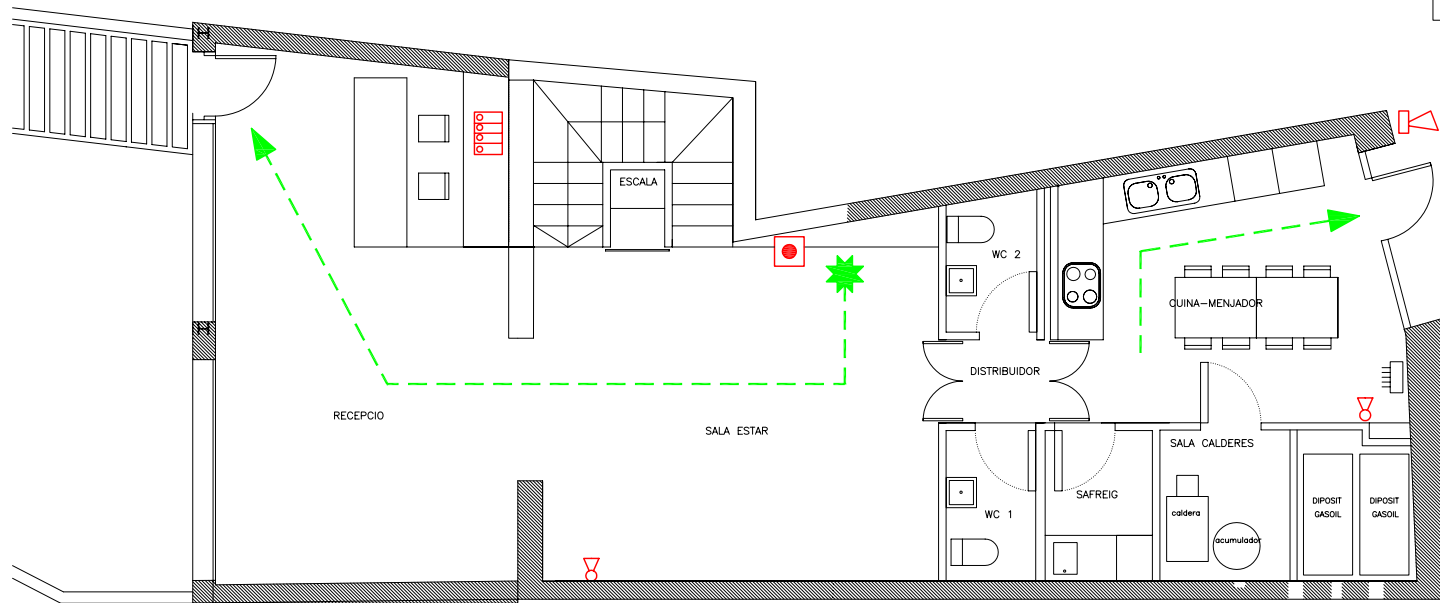 ESCALA
WC 2
CUINA-MENJADOR
DISTRIBUIDOR
RECEPCIO
SALA ESTAR
SALA CALDERES
SAFREIG
WC 1
caldera
acumulador
DIPOSIT
GASOIL
DIPOSIT
GASOIL